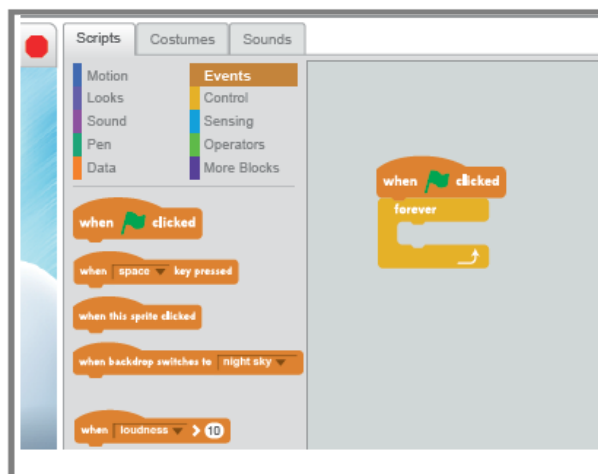 Scripts Costumes Sounds
Motion Events
Looks Control
Sound Sensing
Pen Operators
Data More Blocks
when clicked
when space key pressed
when this sprite clicked
when backdrop switches to night sky
when loudness > 10
when clicked
forever